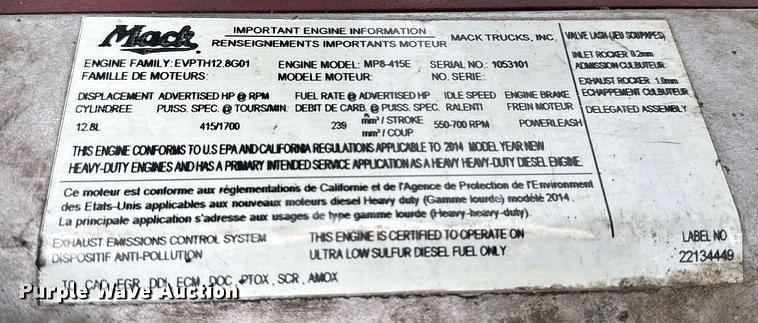 Mack
IMPORTANT ENGINE INFORMATION
RENSEIGNEMENTS IMPORTANTS MOTEUR
MACK TRUCKS, INC.
VALVE LASH (JEU SOUPAPES)
ENGINE FAMILY: EVPTH12.8G01 ENGINE MODEL: MP8-415E SERIAL NO: 1053101
FAMILLE DE MOTEURS: MODELE MOTEUR: NO. SERIE:
INLET ROCKER 0.2mm
ADMISSION CULBUTEUR
EXHAUST ROCKER 1.0mm
ECHAPPEMENT CULBUTEUR
DELEGATED ASSEMBLY
DISPLACEMENT ADVERTISED HP @ RPM FUEL RATE @ ADVERTISED HP IDLE SPEED ENGINE BRAKE
CYLINDREE PUISS. SPEC. @ TOURS/MIN. DEBIT DE CARB. @ PUISS. SPEC. RALENTI FREIN MOTEUR
12.8L 415/1700 239 mm³ / STROKE 550-700 RPM POWERLEASH
mm³ / COUP
THIS ENGINE CONFORMS TO U.S EPA AND CALIFORNIA REGULATIONS APPLICABLE TO 2014 MODEL YEAR NEW
HEAVY-DUTY ENGINES AND HAS A PRIMARY INTENDED SERVICE APPLICATION AS A HEAVY HEAVY-DUTY DIESEL ENGINE.
Ce moteur est conforme aux réglementations de Californie et de l'Agence de Protection de l'Environment
des Etats-Unis applicables aux nouveaux moteurs diesel Heavy duty (Gamme lourde) modèlé 2014.
La principale application s'adresse aux usages de type gamme lourde (Heavy-heavy-duty).
EXHAUST EMISSIONS CONTROL SYSTEM THIS ENGINE IS CERTIFIED TO OPERATE ON LABEL NO
DISPOSITIF ANTI-POLLUTION ULTRA LOW SULFUR DIESEL FUEL ONLY 22134449
TC, CAC, EGR, DDI, ECM, DOC, PTOX, SCR, AMOX
Purple Wave Auction